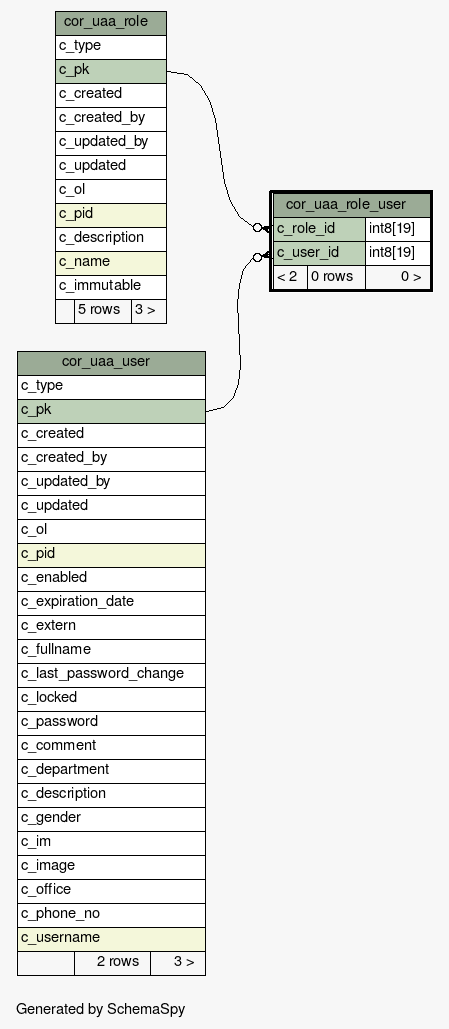 cor_uaa_role
c_type
c_pk
c_created
c_created_by
c_updated_by
c_updated
c_ol
c_pid
c_description
c_name
c_immutable
5 rows 3 >
cor_uaa_role_user
c_role_id int8[19]
c_user_id int8[19]
< 2 0 rows 0 >
cor_uaa_user
c_type
c_pk
c_created
c_created_by
c_updated_by
c_updated
c_ol
c_pid
c_enabled
c_expiration_date
c_extern
c_fullname
c_last_password_change
c_locked
c_password
c_comment
c_department
c_description
c_gender
c_im
c_image
c_office
c_phone_no
c_username
2 rows 3 >
Generated by SchemaSpy